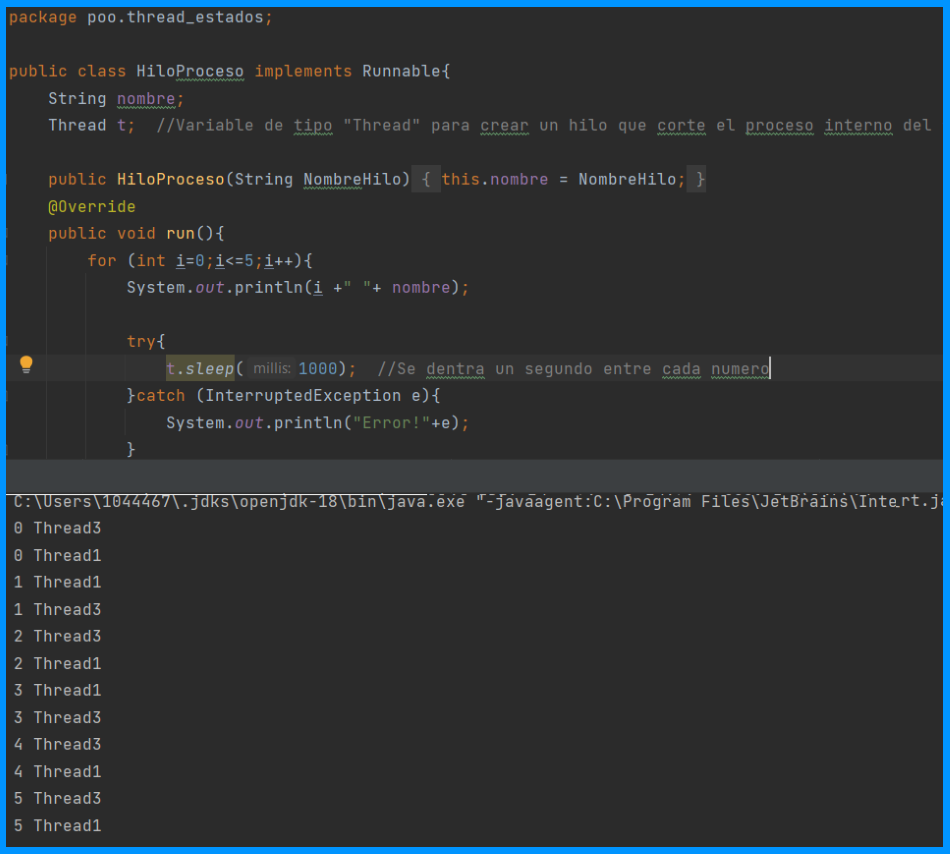 package poo.thread_estados;
public class HiloProceso implements Runnable{
String nombre;
Thread t; //Variable de tipo "Thread" para crear un hilo que corte el proceso interno del
public HiloProceso(String NombreHilo) { this.nombre = NombreHilo; }
@Override
public void run(){
for (int i=0;i<=5;i++){
System.out.println(i +" "+ nombre);
try{
t.sleep( millis: 1000); //Se dentra un segundo entre cada numero
}catch (InterruptedException e){
System.out.println("Error!"+e);
}
C:\Users\1044467\.jdks\openjdk-18\bin\java.exe "-javaagent:C:\Program Files\JetBrains\Inte
0 Thread3
0 Thread1
1 Thread1
1 Thread3
2 Thread3
2 Thread1
3 Thread1
3 Thread3
4 Thread3
4 Thread1
5 Thread3
5 Thread1